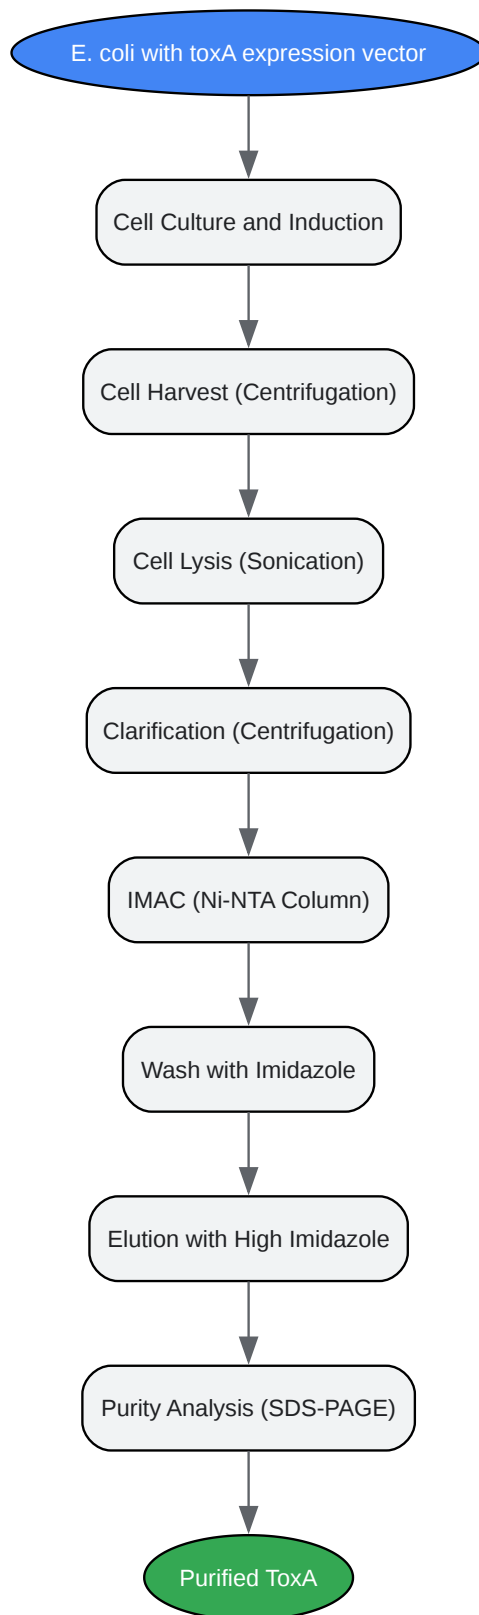 E. coli with toxA expression vector
Cell Culture and Induction
Cell Harvest (Centrifugation)
Cell Lysis (Sonication)
Clarification (Centrifugation)
IMAC (Ni-NTA Column)
Wash with Imidazole
Elution with High Imidazole
Purity Analysis (SDS-PAGE)
Purified ToxA